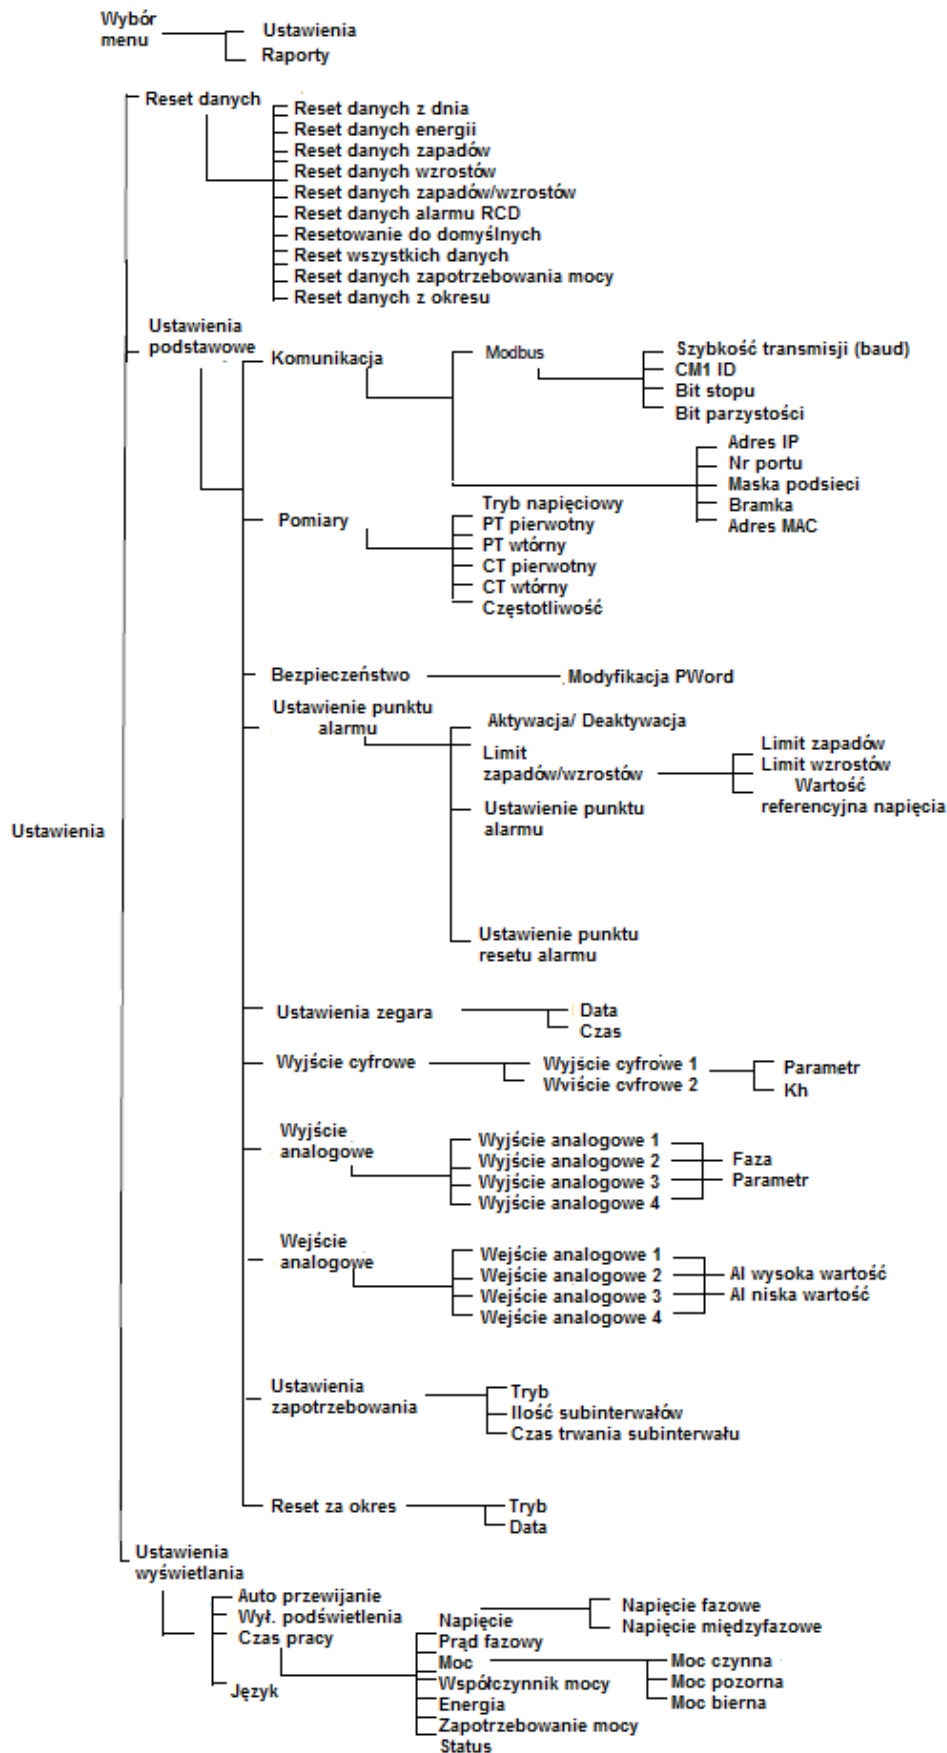 Wybór
menu
Ustawienia
Raporty
Reset danych
Reset danych z dnia
Reset danych energii
Reset danych zapadów
Reset danych wzrostów
Reset danych zapadów/wzrostów
Reset danych alarmu RCD
Resetowanie do domyślnych
Reset wszystkich danych
Reset danych zapotrzebowania mocy
Reset danych z okresu
Ustawienia
podstawowe
Komunikacja
Modbus
Szybkość transmisji (baud)
CM1 ID
Bit stopu
Bit parzystości
Adres IP
Nr portu
Maska podsieci
Bramka
Adres MAC
Pomiary
Tryb napięciowy
PT pierwotny
PT wtórny
CT pierwotny
CT wtórny
Częstotliwość
Bezpieczeństwo
Modyfikacja PWord
Ustawienie punktu
alarmu
Aktywacja/ Deaktywacja
Limit
zapadów/wzrostów
Limit zapadów
Limit wzrostów
Wartość
referencyjna napięcia
Ustawienie punktu
alarmu
Ustawienia
Ustawienie punktu
resetu alarmu
Ustawienia zegara
Data
Czas
Wyjście cyfrowe
Wyjście cyfrowe 1
Wyjście cyfrowe 2
Parametr
Kh
Wyjście
analogowe
Wyjście analogowe 1
Wyjście analogowe 2
Wyjście analogowe 3
Wyjście analogowe 4
Faza
Parametr
Wejście
analogowe
Wejście analogowe 1
Wejście analogowe 2
Wejście analogowe 3
Wejście analogowe 4
AI wysoka wartość
AI niska wartość
Ustawienia
zapotrzebowania
Tryb
Ilość subinterwałów
Czas trwania subinterwału
Reset za okres
Tryb
Data
Ustawienia
wyświetlania
Auto przewijanie
Wył. podświetlenia
Czas pracy
Język
Napięcie
Prąd fazowy
Moc
Współczynnik mocy
Energia
Zapotrzebowanie mocy
Status
Napięcie fazowe
Napięcie międzyfazowe
Moc czynna
Moc pozorna
Moc bierna